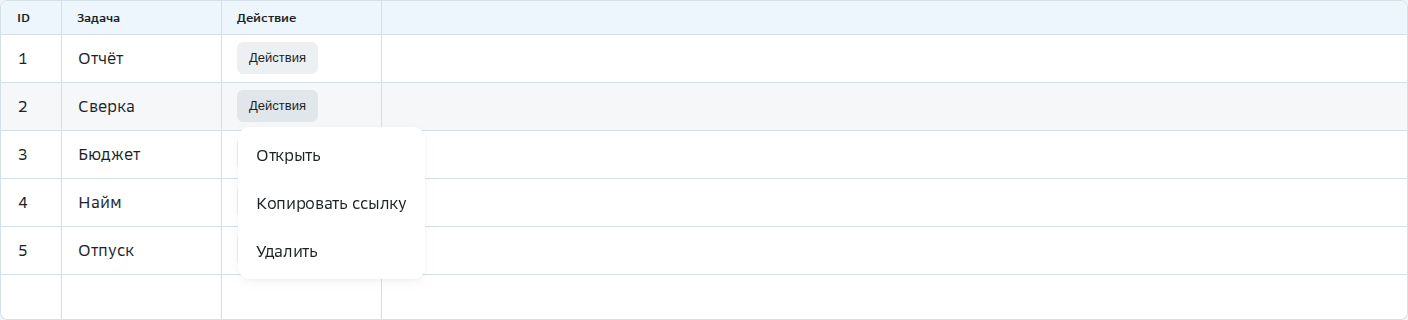 ID Задача Действие
1 Отчёт Действия
2 Сверка Действия
3 Бюджет
4 Найм
5 Отпуск
Открыть
Копировать ссылку
Удалить